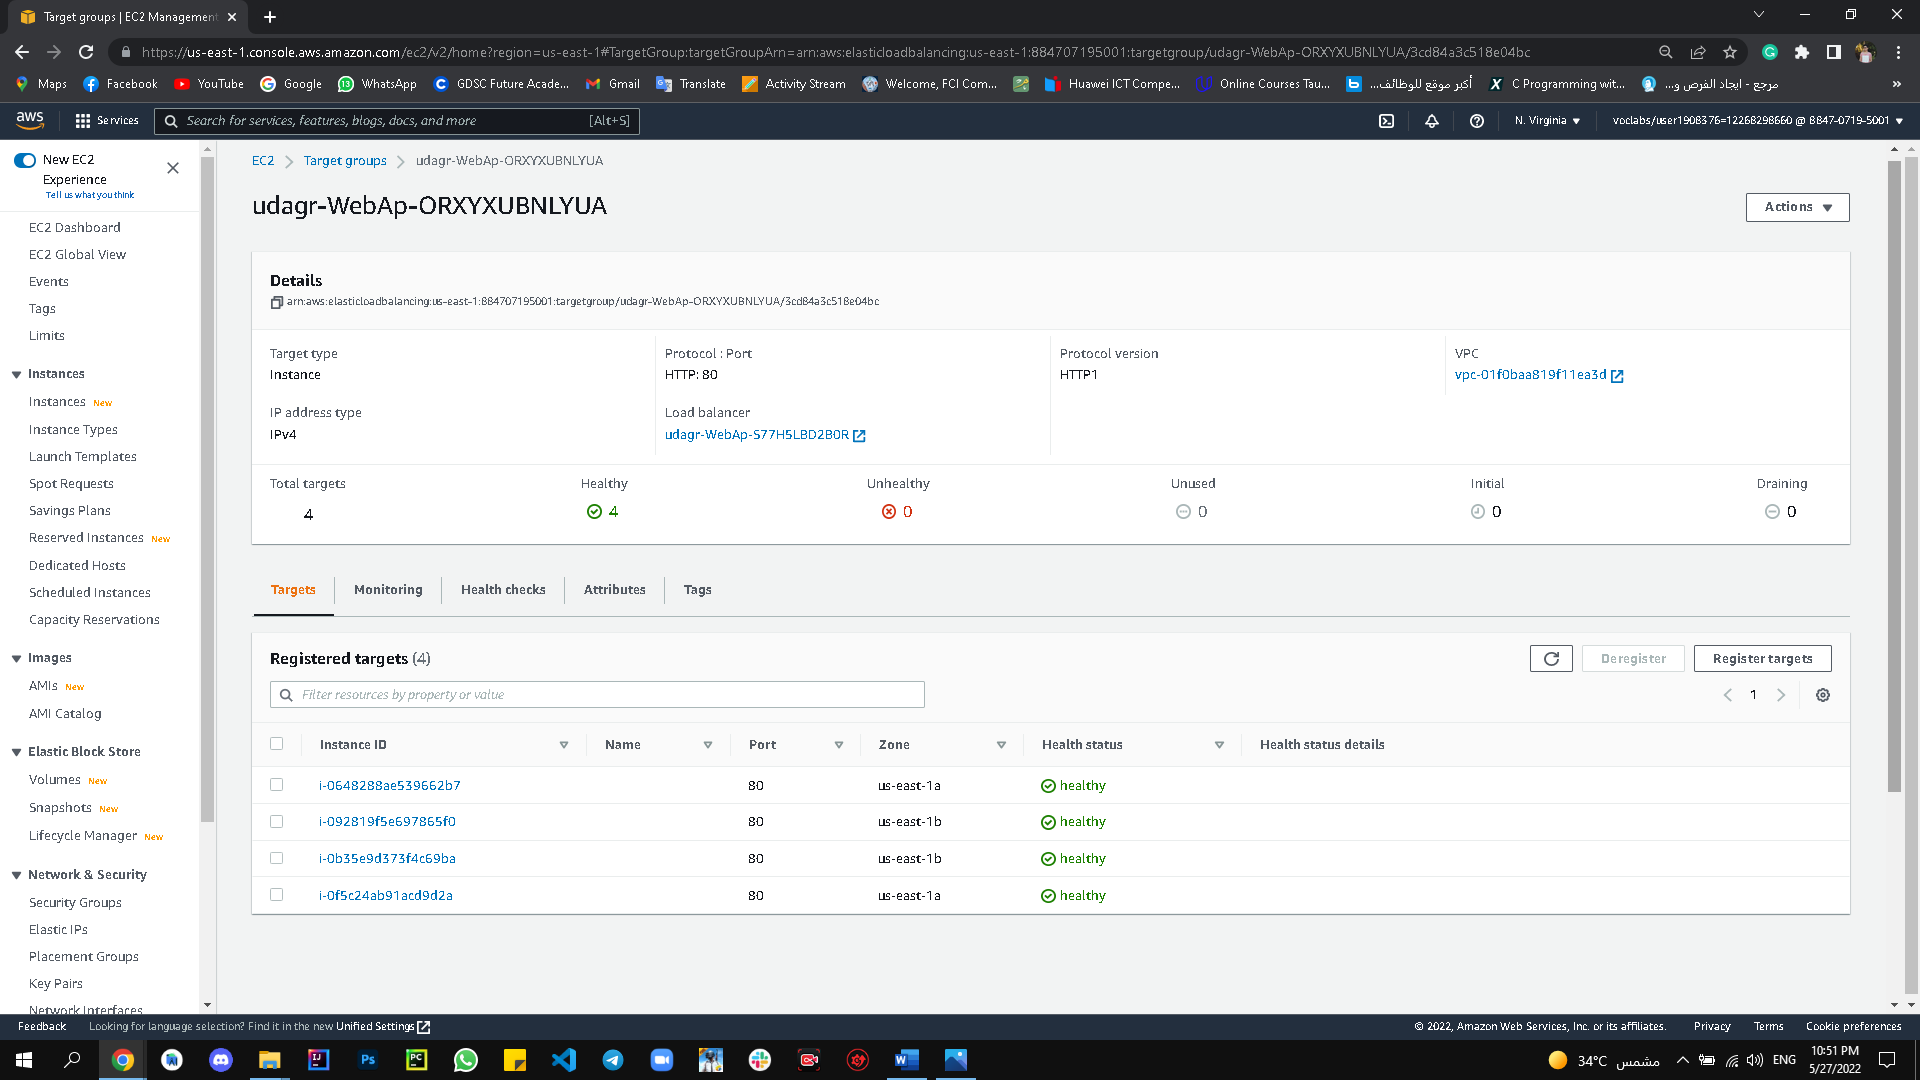 Target groups | EC2 Management
https://us-east-1.console.aws.amazon.com/ec2/v2/home?region=us-east-1#TargetGroup:targetGroupArn=arn:aws:elasticloadbalancing:us-east-1:884707195001:targetgroup/udagr-WebAp-ORXYXUBNLYUA/3cd84a3c518e04bc
Maps Facebook YouTube Google WhatsApp GDSC Future Acade... Gmail Translate Activity Stream Welcome, FCI Com... Huawei ICT Compe... Online Courses Tau... أكبر موقع للوظائف... C Programming wit... مرجع - ايجاد الفرص و... »
aws Services Search for services, features, blogs, docs, and more [Alt+S] N. Virginia voclabs/user1908376=12268298660 @ 8847-0719-5001
New EC2
Experience
Tell us what you think
EC2 Dashboard
EC2 Global View
Events
Tags
Limits
Instances
Instances New
Instance Types
Launch Templates
Spot Requests
Savings Plans
Reserved Instances New
Dedicated Hosts
Scheduled Instances
Capacity Reservations
Images
AMIs New
AMI Catalog
Elastic Block Store
Volumes New
Snapshots New
Lifecycle Manager New
Network & Security
Security Groups
Elastic IPs
Placement Groups
Key Pairs
Network Interfaces
EC2 Target groups udagr-WebAp-ORXYXUBNLYUA
udagr-WebAp-ORXYXUBNLYUA
Actions
Details
arn:aws:elasticloadbalancing:us-east-1:884707195001:targetgroup/udagr-WebAp-ORXYXUBNLYUA/3cd84a3c518e04bc
Target type Protocol : Port Protocol version VPC
Instance HTTP: 80 HTTP1 vpc-01f0baa819f11ea3d
IP address type Load balancer
IPv4 udagr-WebAp-S77H5LBD2B0R
Total targets Healthy Unhealthy Unused Initial Draining
4 4 0 0 0 0
Targets Monitoring Health checks Attributes Tags
Registered targets (4) Deregister Register targets
Filter resources by property or value 1
Instance ID Name Port Zone Health status Health status details
i-0648288ae539662b7 80 us-east-1a healthy
i-092819f5e697865f0 80 us-east-1b healthy
i-0b35e9d373f4c69ba 80 us-east-1b healthy
i-0f5c24ab91acd9d2a 80 us-east-1a healthy
Feedback Looking for language selection? Find it in the new Unified Settings © 2022, Amazon Web Services, Inc. or its affiliates. Privacy Terms Cookie preferences
34°C مشمس ENG 10:51 PM
5/27/2022